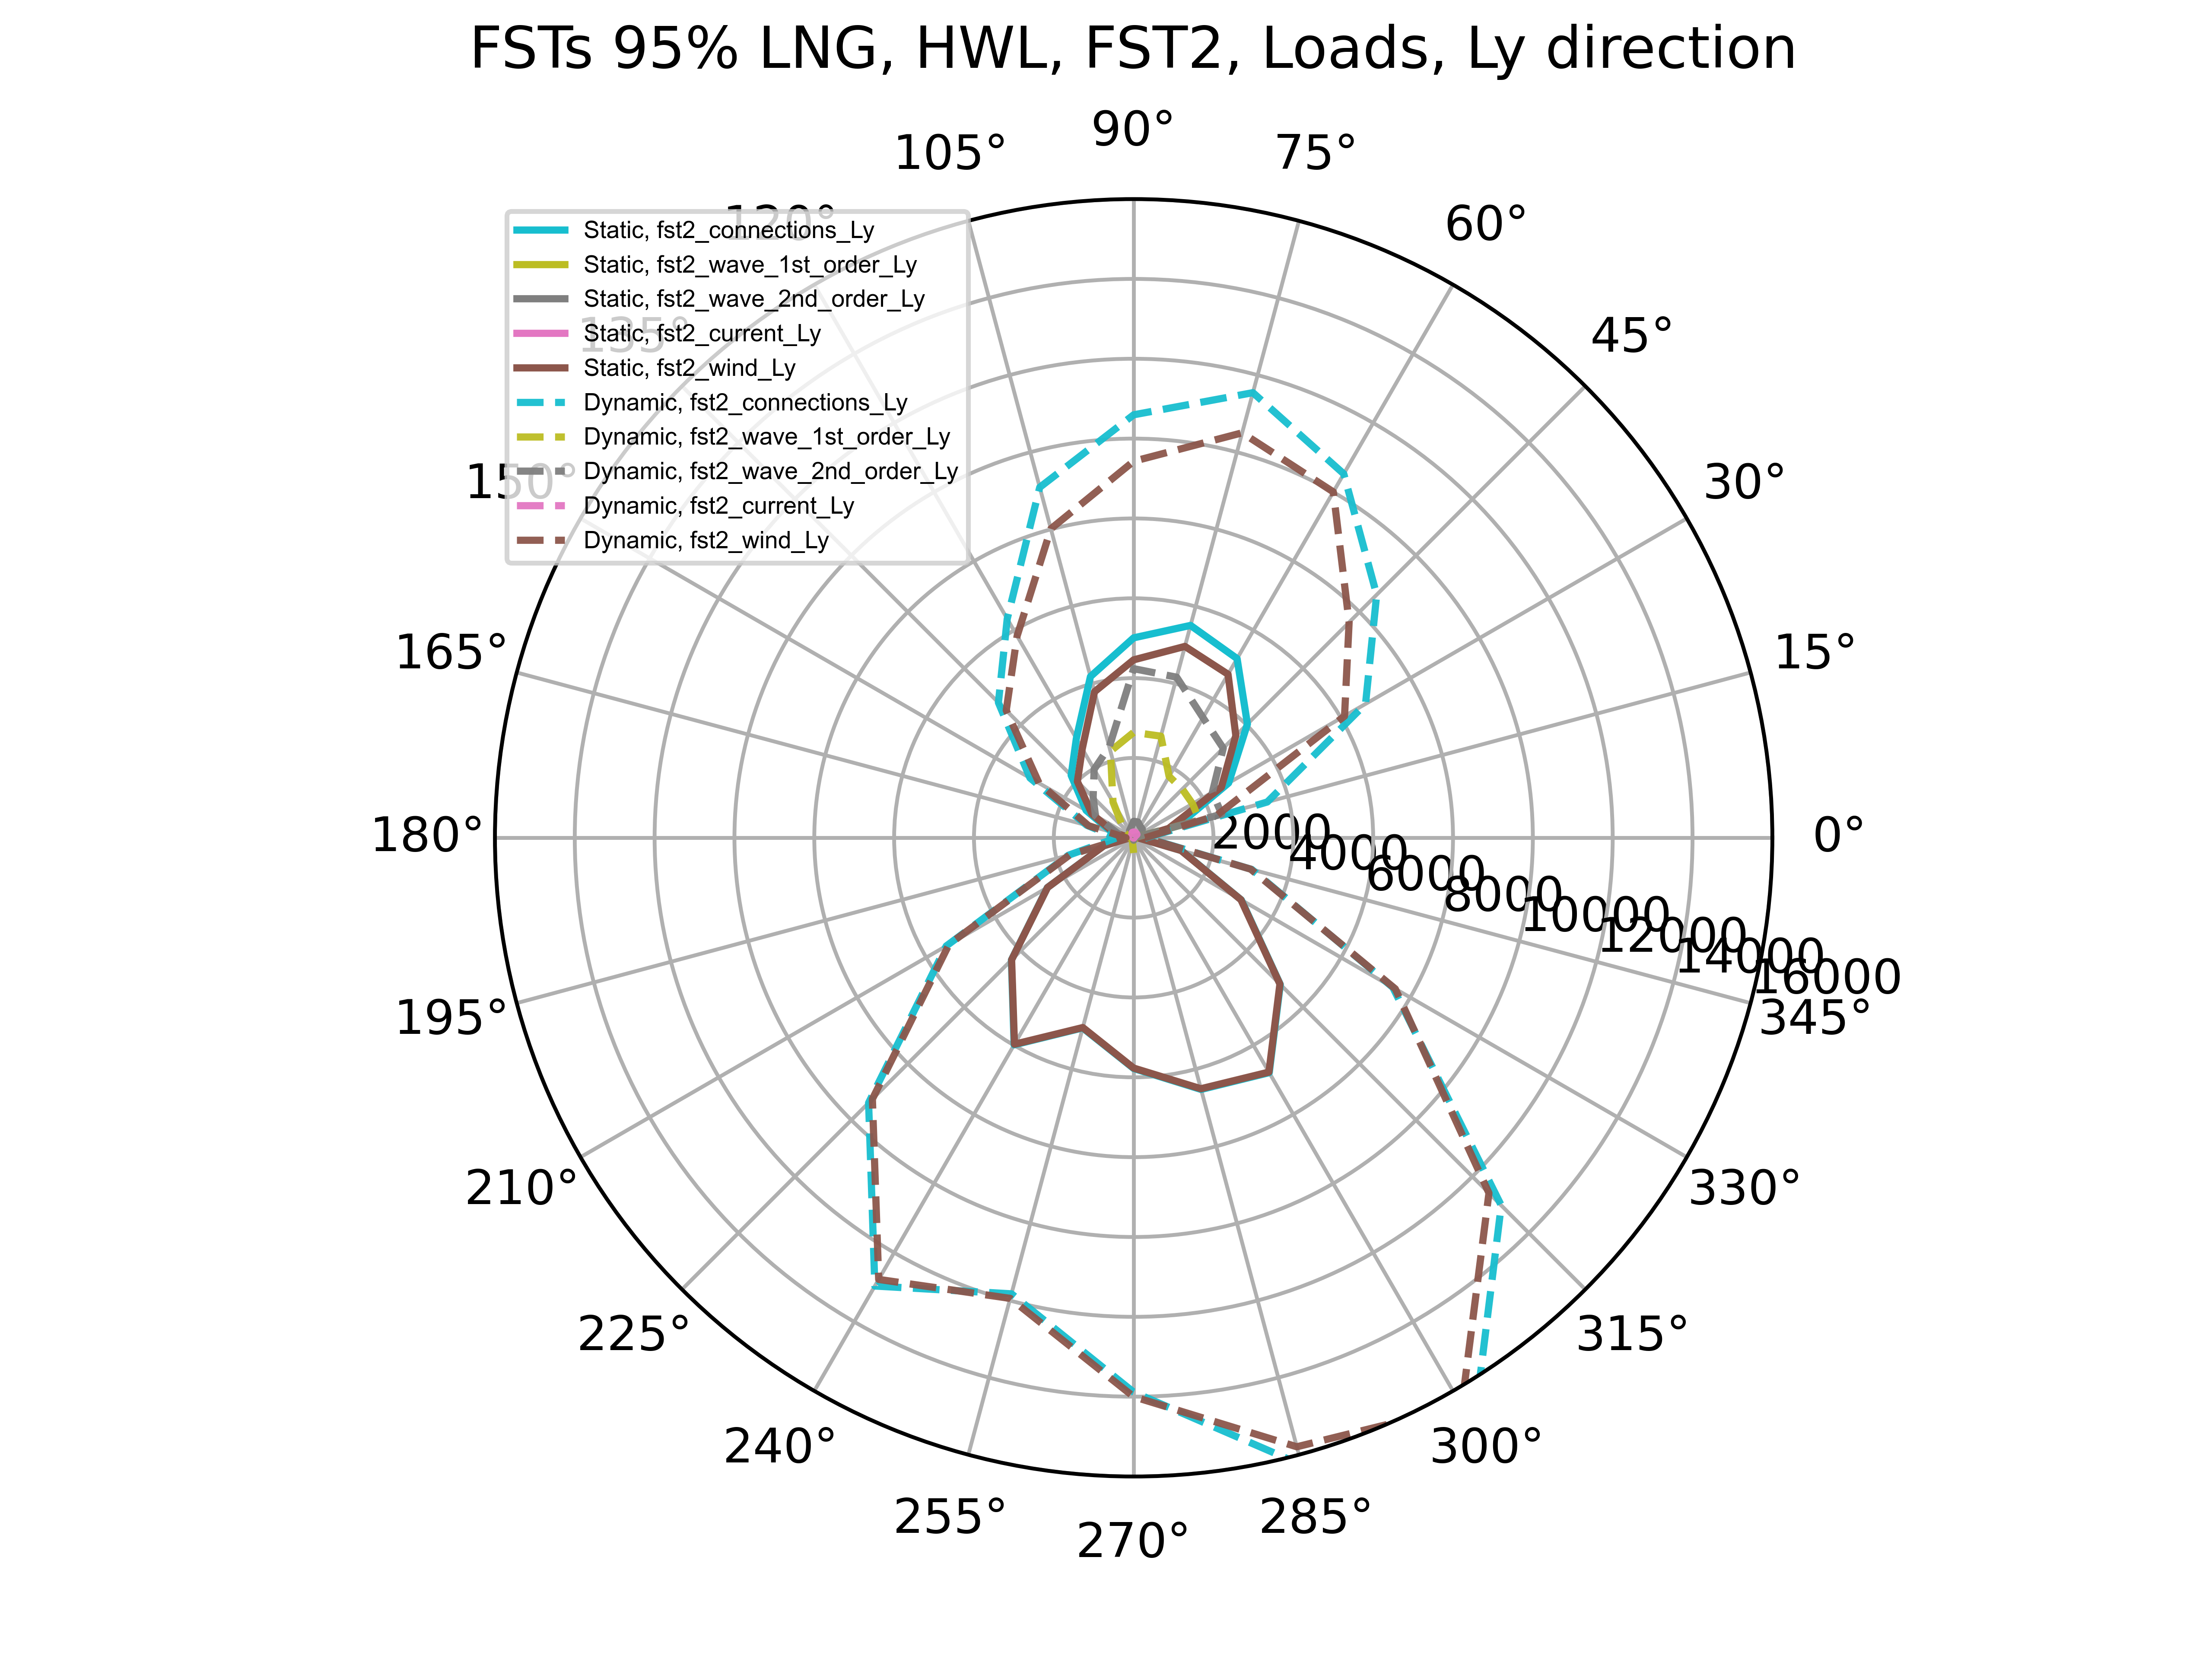 FSTs 95% LNG, HWL, FST2, Loads, Ly direction
90°
105°
75°
120°
60°
Static, fst2_connections_Ly
Static, fst2_wave_1st_order_Ly
Static, fst2_wave_2nd_order_Ly
135°
45°
Static, fst2_current_Ly
Static, fst2_wind_Ly
Dynamic, fst2_connections_Ly
Dynamic, fst2_wave_1st_order_Ly
150°
30°
Dynamic, fst2_wave_2nd_order_Ly
Dynamic, fst2_current_Ly
Dynamic, fst2_wind_Ly
165°
15°
180°
0°
2000
4000
6000
8000
10000
12000
14000
16000
195°
345°
210°
330°
225°
315°
240°
300°
255°
285°
270°